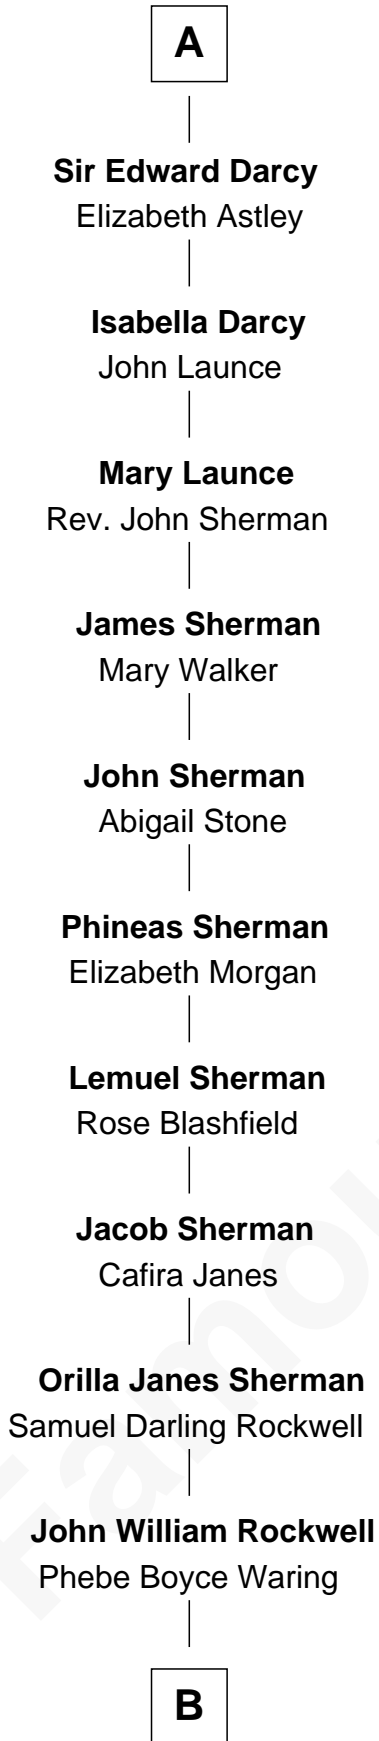 A
Sir Edward Darcy
Elizabeth Astley
Isabella Darcy
John Launce
Mary Launce
Rev. John Sherman
James Sherman
Mary Walker
John Sherman
Abigail Stone
Phineas Sherman
Elizabeth Morgan
Lemuel Sherman
Rose Blashfield
Jacob Sherman
Cafira Janes
Orilla Janes Sherman
Samuel Darling Rockwell
John William Rockwell
Phebe Boyce Waring
B